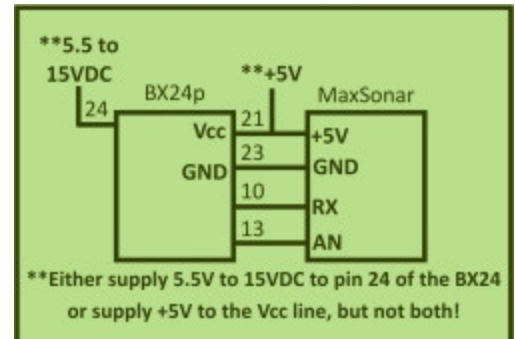 **5.5 to
15VDC
**+5V
BX24p
MaxSonar
24
Vcc
21
+5V
GND
23
GND
10
RX
13
AN
**Either supply 5.5V to 15VDC to pin 24 of the BX24
or supply +5V to the Vcc line, but not both!